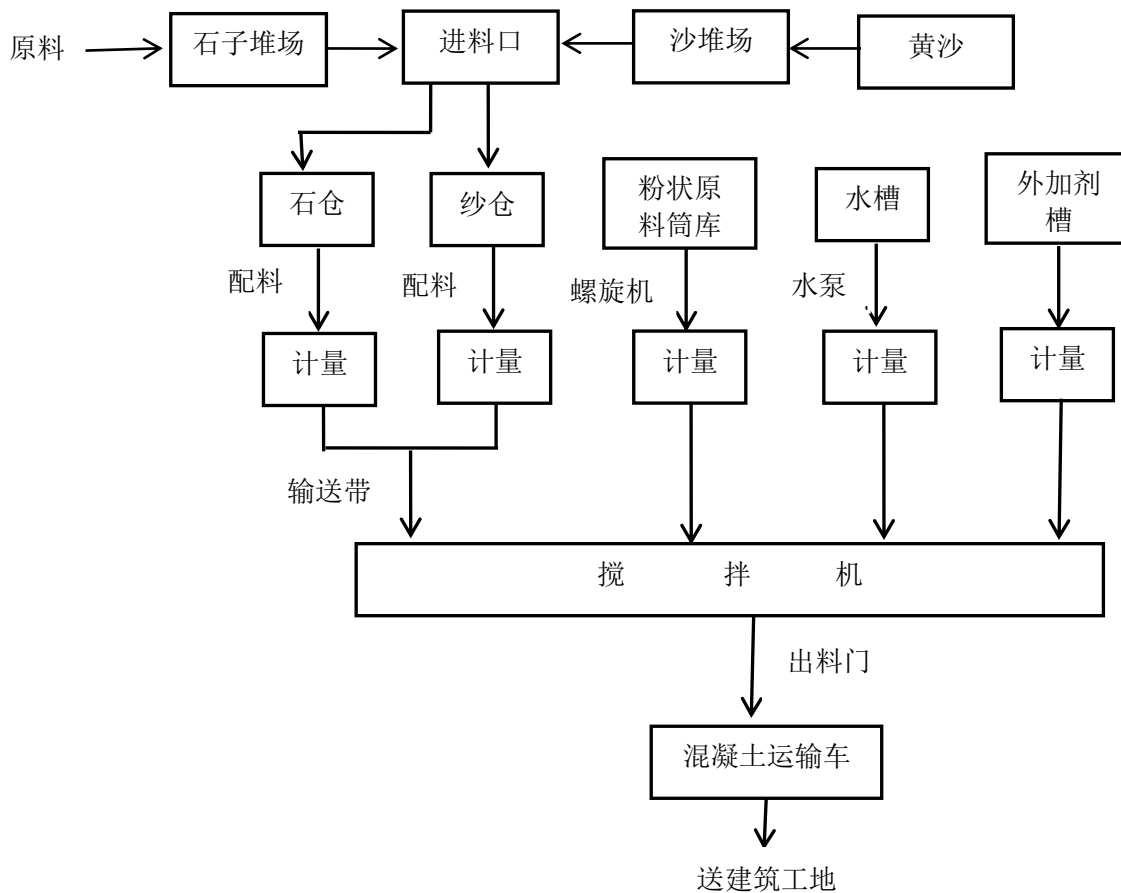 原料
石子堆场
进料口
沙堆场
黄沙
石仓
纱仓
粉状原
料筒库
水槽
外加剂
槽
配料
配料
螺旋机
水泵
计量
计量
计量
计量
计量
输送带
搅 拌 机
出料门
混凝土运输车
送建筑工地